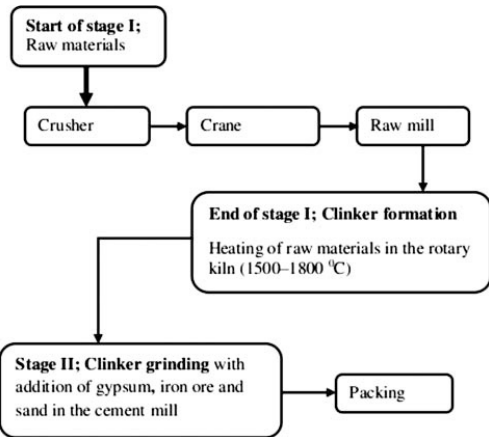 Start of stage I;
Raw materials
Crusher
Crane
Raw mill
End of stage I; Clinker formation
Heating of raw materials in the rotary
kiln (1500–1800 ⁰C)
Stage II; Clinker grinding with
addition of gypsum, iron ore and
sand in the cement mill
Packing